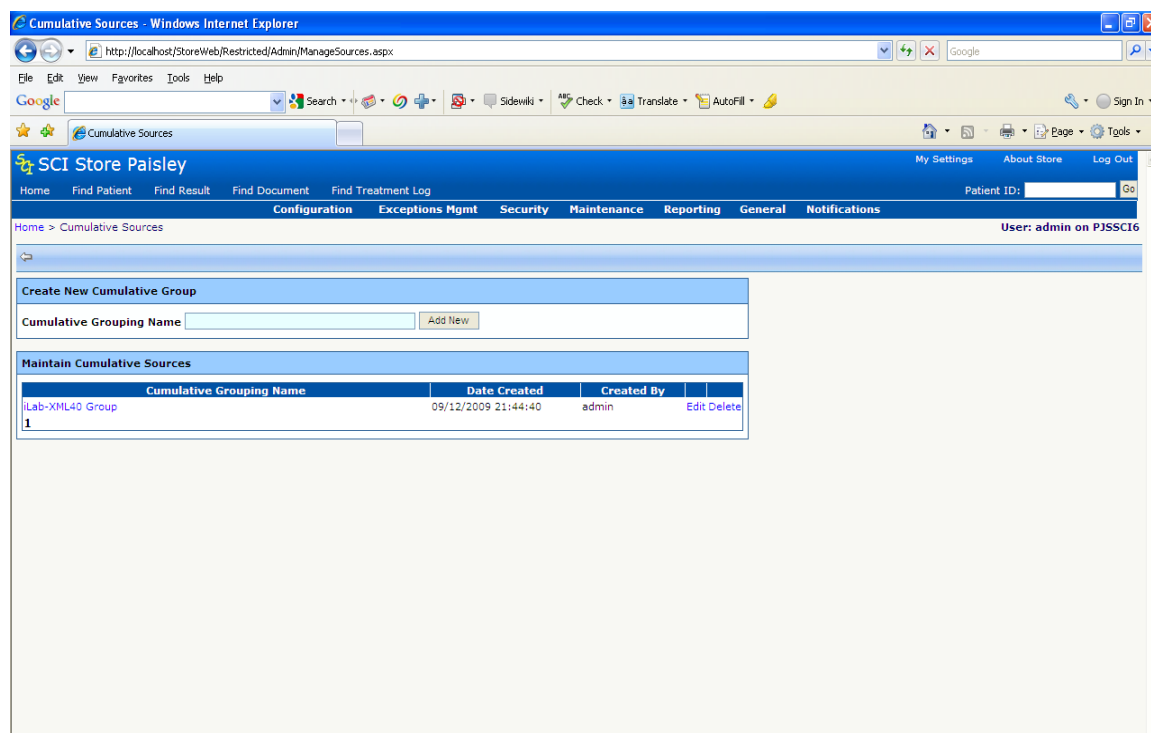 Cumulative Sources - Windows Internet Explorer
http://localhost/StoreWeb/Restricted/Admin/ManageSources.aspx
Google
File Edit View Favorites Tools Help
Google Search Sidewiki ABC Check Translate AutoFill Sign In
Cumulative Sources Page Tools
SCI Store Paisley My Settings About Store Log Out
Home Find Patient Find Result Find Document Find Treatment Log Patient ID: Go
Configuration Exceptions Mgmt Security Maintenance Reporting General Notifications
Home > Cumulative Sources User: admin on PJSSCI6
Create New Cumulative Group
Cumulative Grouping Name Add New
Maintain Cumulative Sources
Cumulative Grouping Name Date Created Created By
iLab-XML40 Group 09/12/2009 21:44:40 admin Edit Delete
1